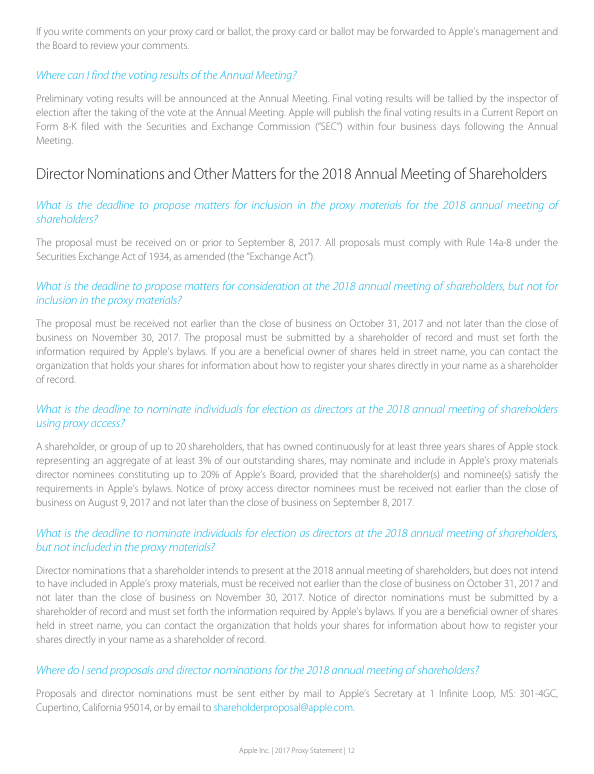 If you write comments on your proxy card or ballot, the proxy card or ballot may be forwarded to Apple's management and
the Board to review your comments.
Where can I find the voting results of the Annual Meeting?
Preliminary voting results will be announced at the Annual Meeting. Final voting results will be tallied by the inspector of
election after the taking of the vote at the Annual Meeting. Apple will publish the final voting results in a Current Report on
Form 8-K filed with the Securities and Exchange Commission ("SEC") within four business days following the Annual
Meeting.
Director Nominations and Other Matters for the 2018 Annual Meeting of Shareholders
What is the deadline to propose matters for inclusion in the proxy materials for the 2018 annual meeting of
shareholders?
The proposal must be received on or prior to September 8, 2017. All proposals must comply with Rule 14a-8 under the
Securities Exchange Act of 1934, as amended (the "Exchange Act").
What is the deadline to propose matters for consideration at the 2018 annual meeting of shareholders, but not for
inclusion in the proxy materials?
The proposal must be received not earlier than the close of business on October 31, 2017 and not later than the close of
business on November 30, 2017. The proposal must be submitted by a shareholder of record and must set forth the
information required by Apple's bylaws. If you are a beneficial owner of shares held in street name, you can contact the
organization that holds your shares for information about how to register your shares directly in your name as a shareholder
of record.
What is the deadline to nominate individuals for election as directors at the 2018 annual meeting of shareholders
using proxy access?
A shareholder, or group of up to 20 shareholders, that has owned continuously for at least three years shares of Apple stock
representing an aggregate of at least 3% of our outstanding shares, may nominate and include in Apple's proxy materials
director nominees constituting up to 20% of Apple's Board, provided that the shareholder(s) and nominee(s) satisfy the
requirements in Apple's bylaws. Notice of proxy access director nominees must be received not earlier than the close of
business on August 9, 2017 and not later than the close of business on September 8, 2017.
What is the deadline to nominate individuals for election as directors at the 2018 annual meeting of shareholders,
but not included in the proxy materials?
Director nominations that a shareholder intends to present at the 2018 annual meeting of shareholders, but does not intend
to have included in Apple's proxy materials, must be received not earlier than the close of business on October 31, 2017 and
not later than the close of business on November 30, 2017. Notice of director nominations must be submitted by a
shareholder of record and must set forth the information required by Apple's bylaws. If you are a beneficial owner of shares
held in street name, you can contact the organization that holds your shares for information about how to register your
shares directly in your name as a shareholder of record.
Where do I send proposals and director nominations for the 2018 annual meeting of shareholders?
Proposals and director nominations must be sent either by mail to Apple's Secretary at 1 Infinite Loop, MS: 301-4GC,
Cupertino, California 95014, or by email to shareholderproposal@apple.com.
Apple Inc. | 2017 Proxy Statement | 12